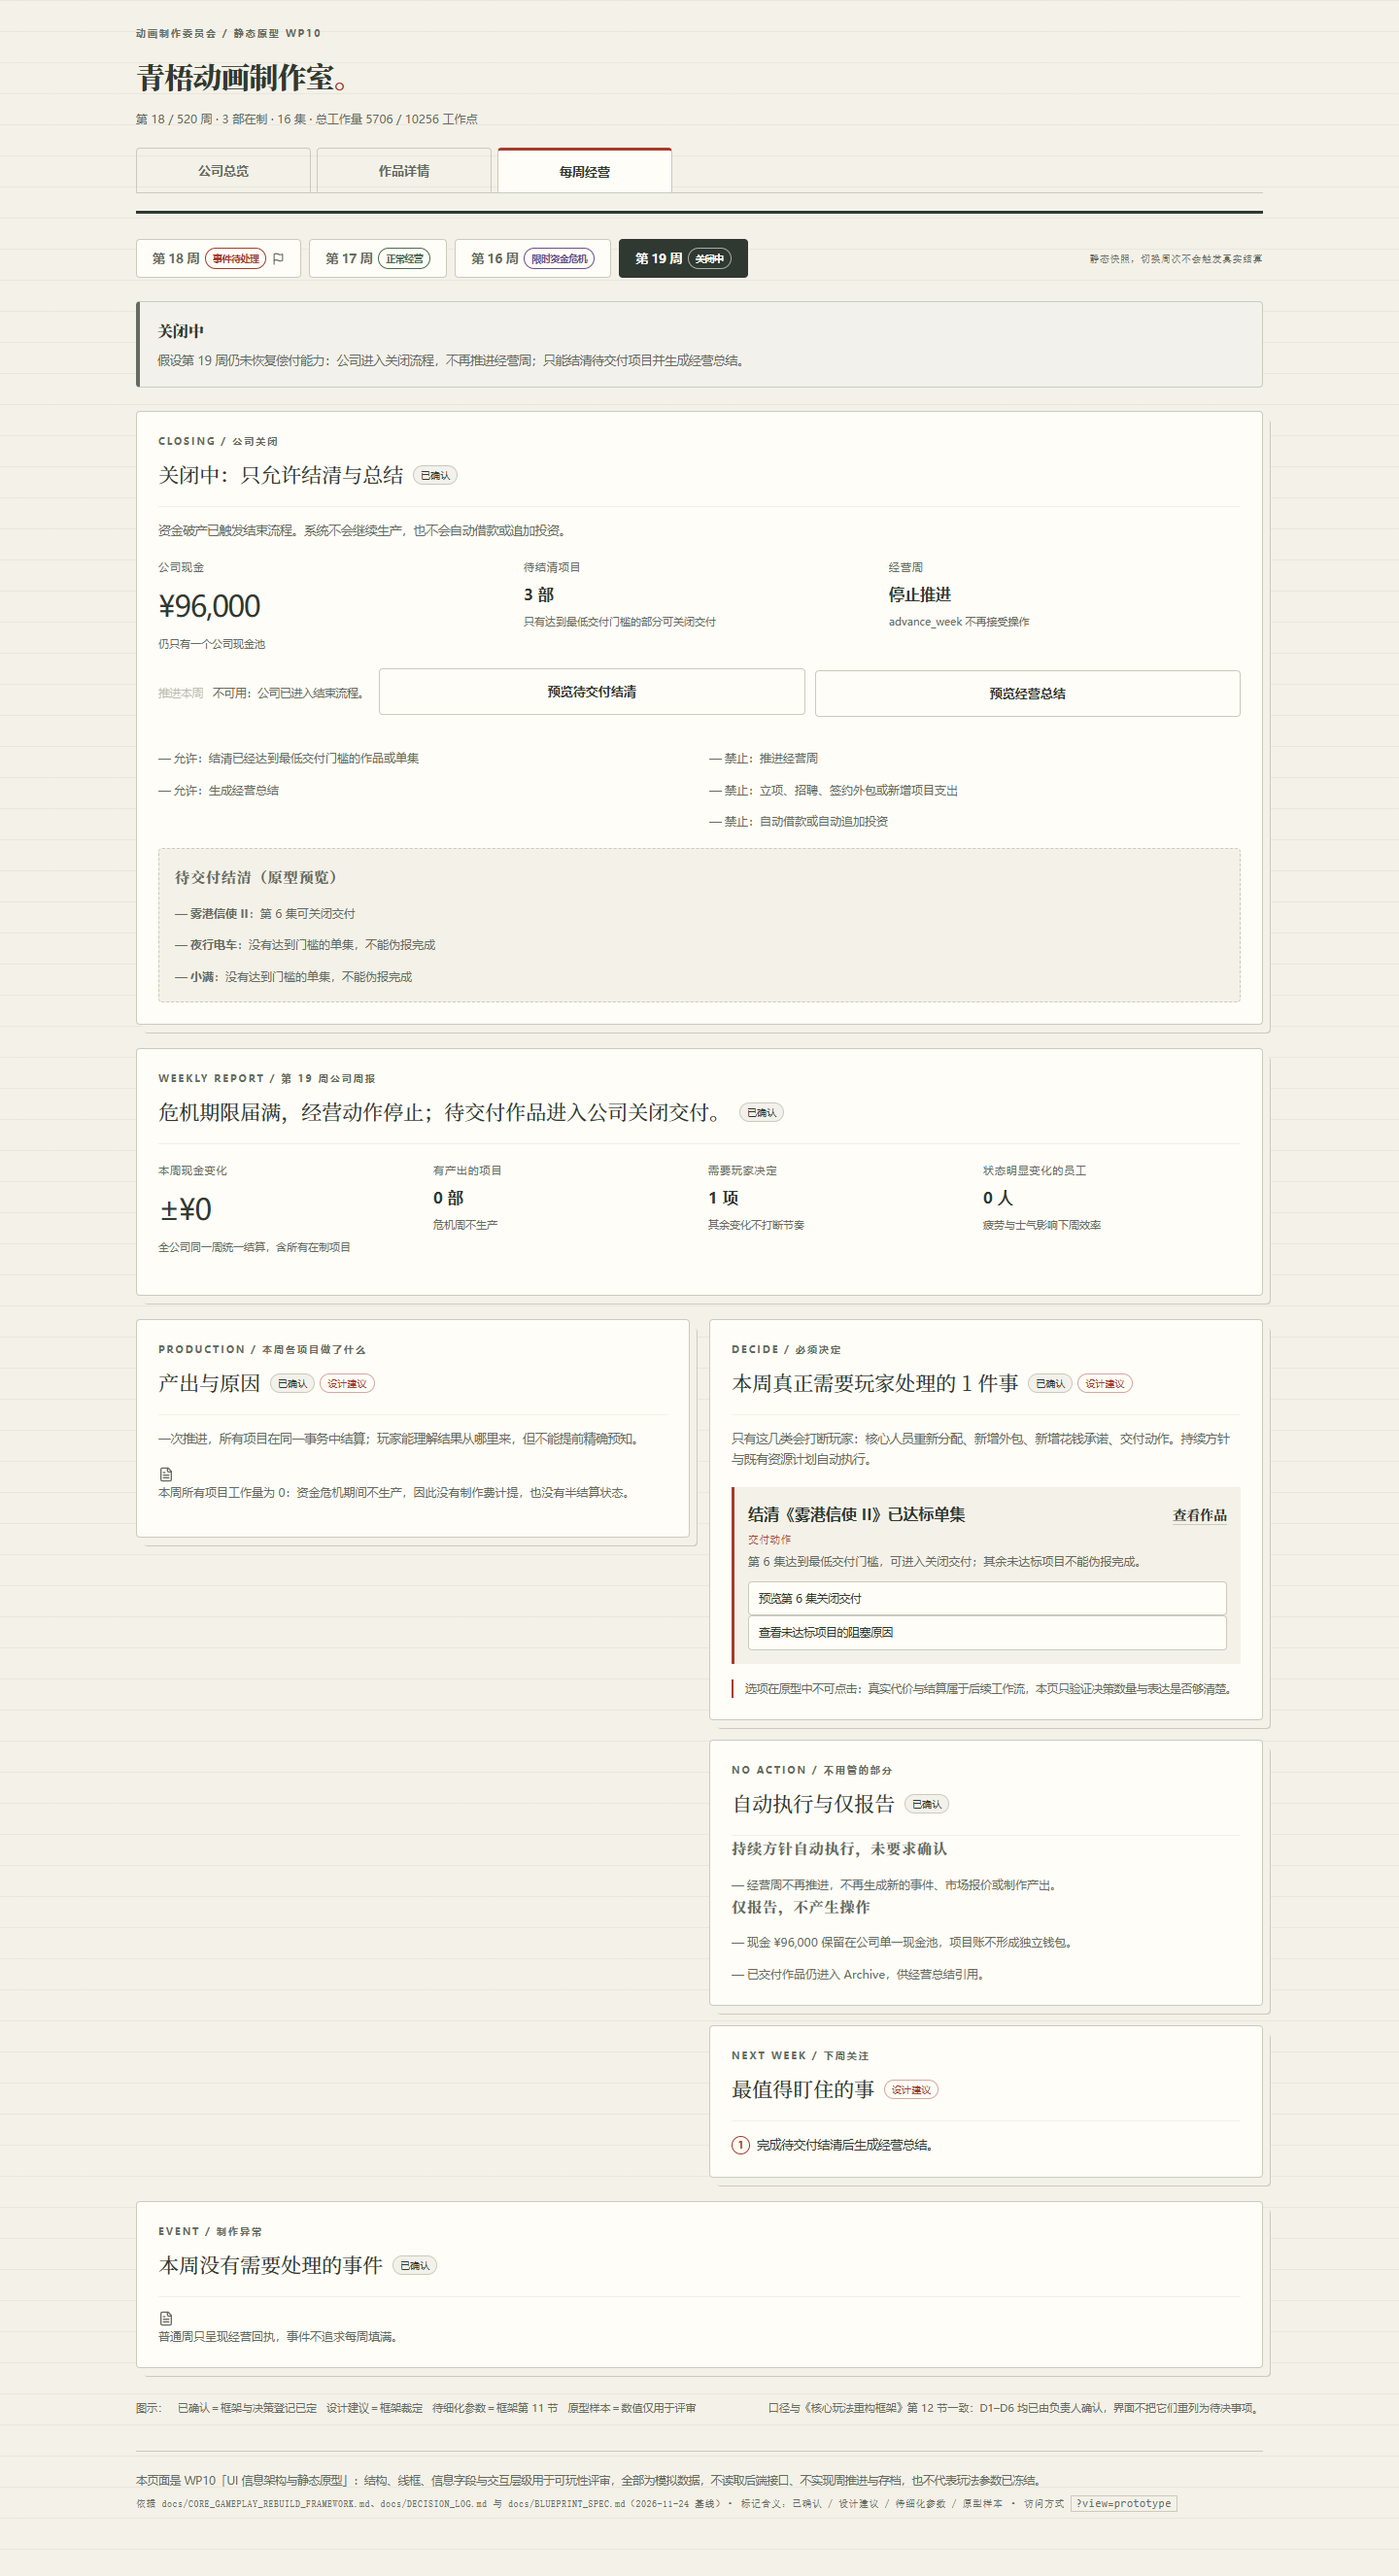 动画制作委员会 / 静态原型 WP10
青梧动画制作室。
第 18 / 520 周 · 3 部在制 · 16 集 · 总工作量 5706 / 10256 工作点
公司总览
作品详情
每周经营
第 18 周 事件待处理
第 17 周 正常经营
第 16 周 限时资金危机
第 19 周 关闭中
静态快照，切换周次不会触发真实结算
关闭中
假设第 19 周仍未恢复偿付能力：公司进入关闭流程，不再推进经营周；只能结清待交付项目并生成经营总结。
CLOSING / 公司关闭
关闭中：只允许结清与总结 已确认
资金破产已触发结束流程。系统不会继续生产，也不会自动借款或追加投资。
公司现金
¥96,000
仍只有一个公司现金池
待结清项目
3 部
只有达到最低交付门槛的部分可关闭交付
经营周
停止推进
advance_week 不再接受操作
推进本周 不可用：公司已进入结束流程。
预览待交付结清
预览经营总结
— 允许：结清已经达到最低交付门槛的作品或单集
— 允许：生成经营总结
— 禁止：推进经营周
— 禁止：立项、招聘、签约外包或新增项目支出
— 禁止：自动借款或自动追加投资
待交付结清（原型预览）
— 雾港信使 II：第 6 集可关闭交付
— 夜行电车：没有达到门槛的单集，不能伪报完成
— 小满：没有达到门槛的单集，不能伪报完成
WEEKLY REPORT / 第 19 周公司周报
危机期限届满，经营动作停止；待交付作品进入公司关闭交付。 已确认
本周现金变化
±¥0
全公司同一周统一结算，含所有在制项目
有产出的项目
0 部
危机周不生产
需要玩家决定
1 项
其余变化不打断节奏
状态明显变化的员工
0 人
疲劳与士气影响下周效率
PRODUCTION / 本周各项目做了什么
产出与原因 已确认 设计建议
一次推进，所有项目在同一事务中结算；玩家能理解结果从哪里来，但不能提前精确预知。
本周所有项目工作量为 0：资金危机期间不生产，因此没有制作费计提，也没有半结算状态。
DECIDE / 必须决定
本周真正需要玩家处理的 1 件事 已确认 设计建议
只有这几类会打断玩家：核心人员重新分配、新增外包、新增花钱承诺、交付动作。持续方针
与既有资源计划自动执行。
结清《雾港信使 II》已达标单集
查看作品
交付动作
第 6 集达到最低交付门槛，可进入关闭交付；其余未达标项目不能伪报完成。
预览第 6 集关闭交付
查看未达标项目的阻塞原因
选项在原型中不可点击：真实代价与结算属于后续工作流，本页只验证决策数量与表达是否够清楚。
NO ACTION / 不用管的部分
自动执行与仅报告 已确认
持续方针自动执行，未要求确认
— 经营周不再推进，不再生成新的事件、市场报价或制作产出。
仅报告，不产生操作
— 现金 ¥96,000 保留在公司单一现金池，项目账不形成独立钱包。
— 已交付作品仍进入 Archive，供经营总结引用。
NEXT WEEK / 下周关注
最值得盯住的事 设计建议
1 完成待交付结清后生成经营总结。
EVENT / 制作异常
本周没有需要处理的事件 已确认
普通周只呈现经营回执，事件不追求每周填满。
图示： 已确认＝框架与决策登记已定 设计建议＝框架裁定 待细化参数＝框架第 11 节 原型样本＝数值仅用于评审
口径与《核心玩法重构框架》第 12 节一致：D1–D6 均已由负责人确认，界面不把它们重列为待决事项。
本页面是 WP10「UI 信息架构与静态原型」：结构、线框、信息字段与交互层级用于可玩性评审，全部为模拟数据，不读取后端接口、不实现周推进与存档，也不代表玩法参数已冻结。
依据 docs/CORE_GAMEPLAY_REBUILD_FRAMEWORK.md、docs/DECISION_LOG.md 与 docs/BLUEPRINT_SPEC.md（2026-11-24 基线）· 标记含义：已确认 / 设计建议 / 待细化参数 / 原型样本 · 访问方式 ?view=prototype